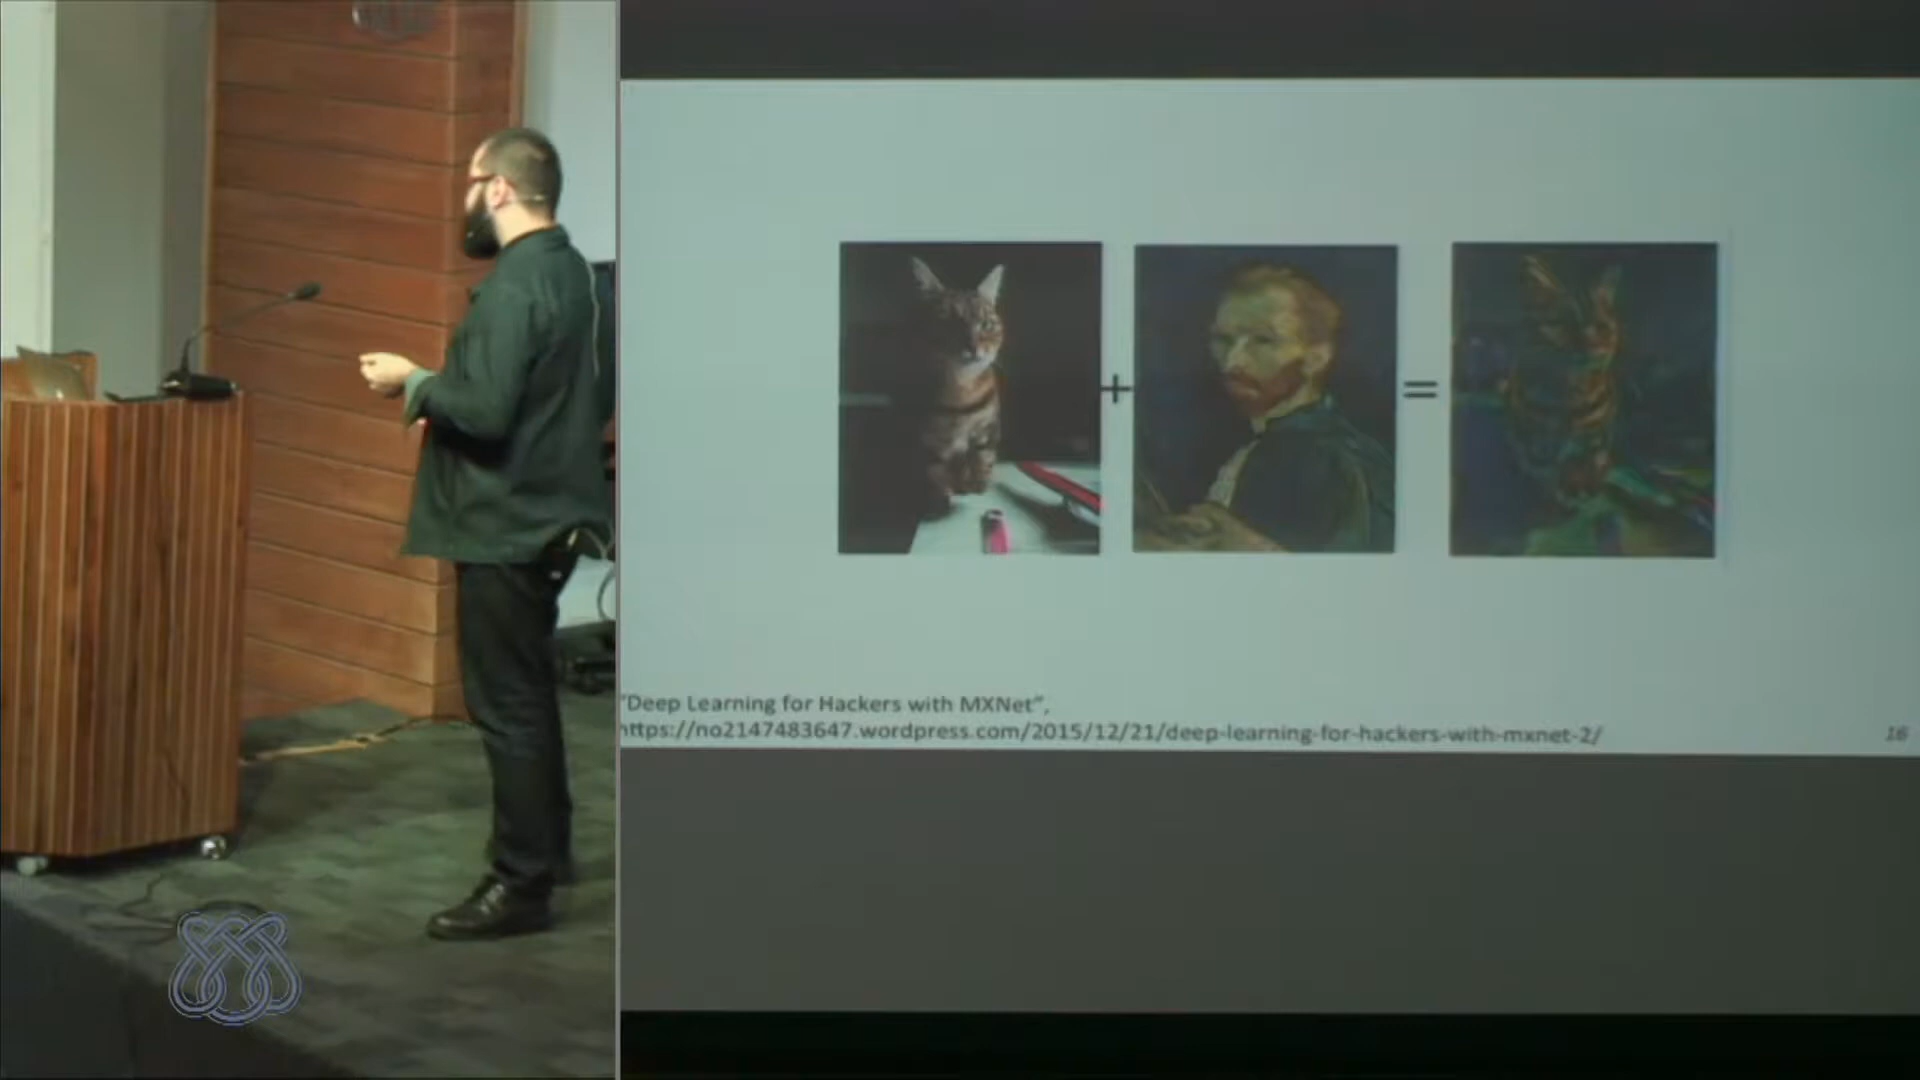 +
=
"Deep Learning for Hackers with MXNet",
https://no2147483647.wordpress.com/2015/12/21/deep-learning-for-hackers-with-mxnet-2/
16